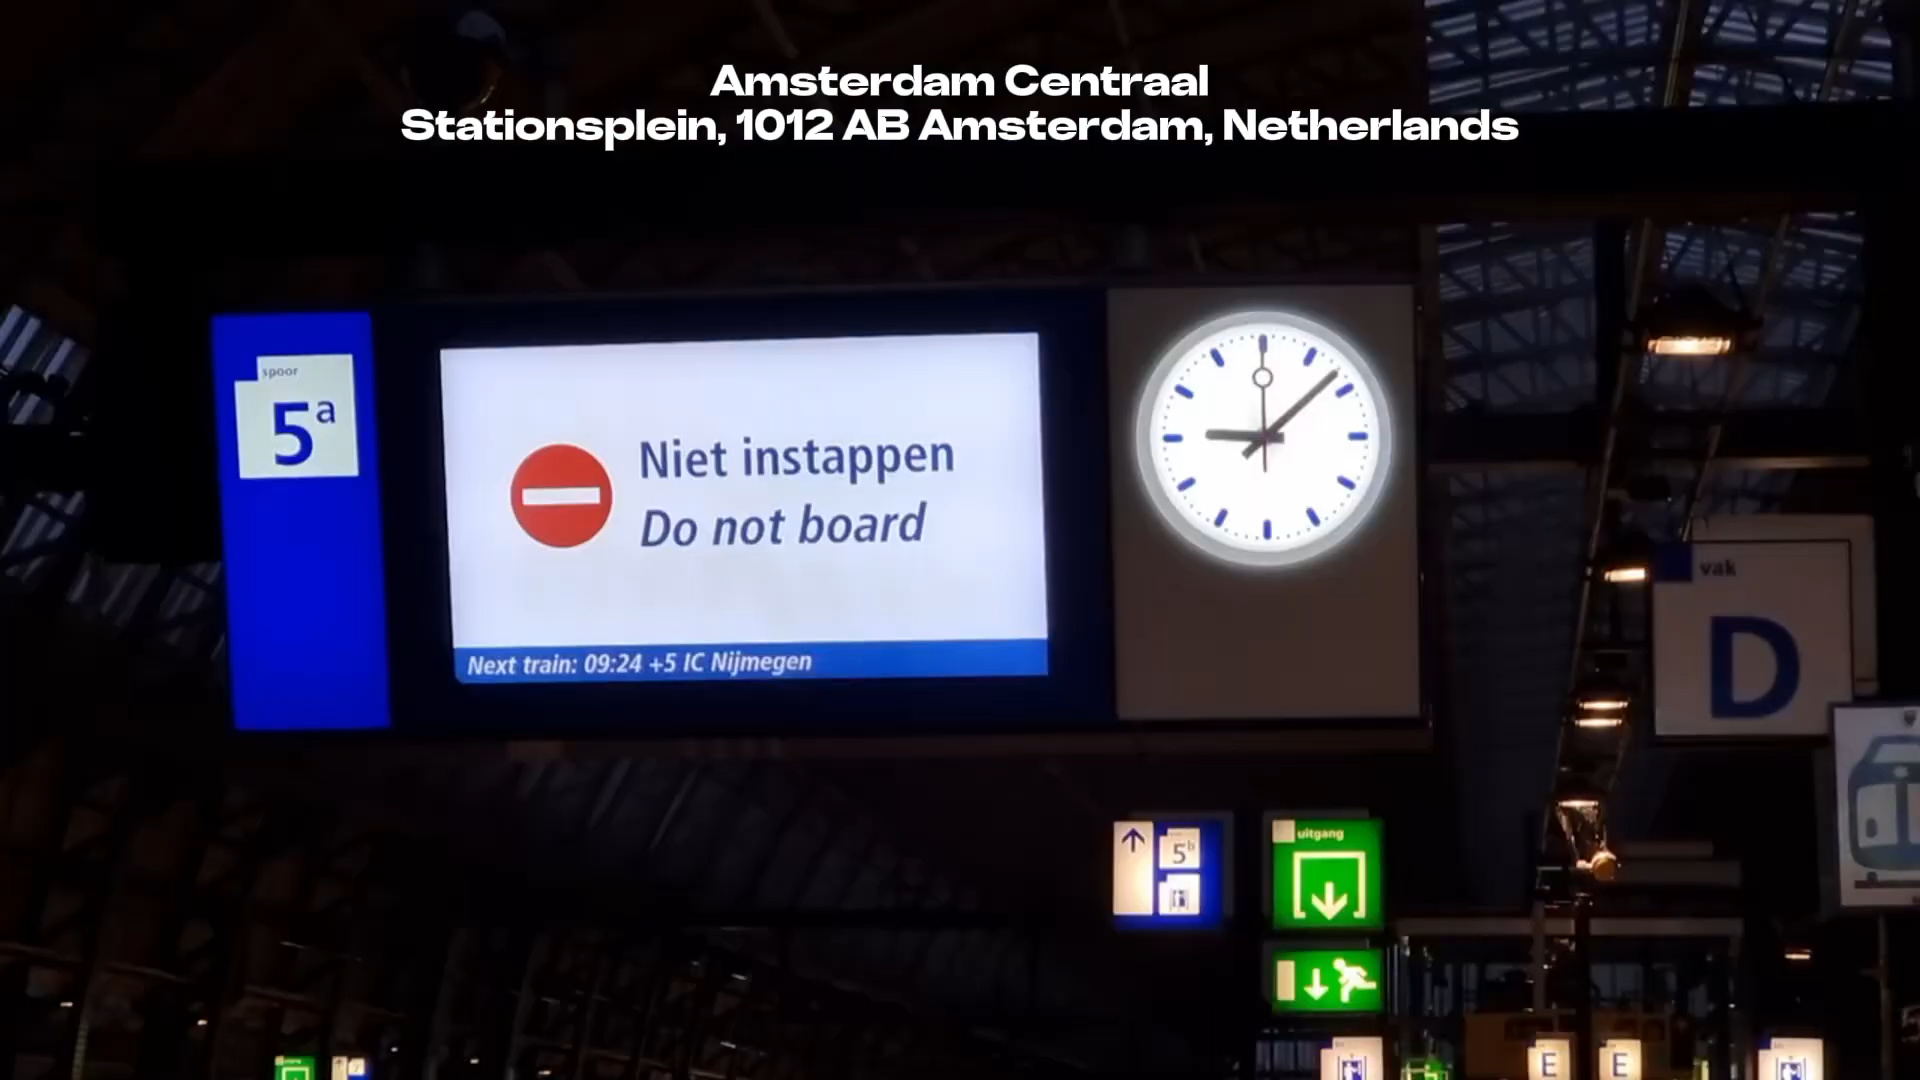 Amsterdam Centraal
Stationsplein, 1012 AB Amsterdam, Netherlands
spoor
5a
Niet instappen
Do not board
Next train: 09:24 +5 IC Nijmegen
vak
D
5b
uitgang
E
E